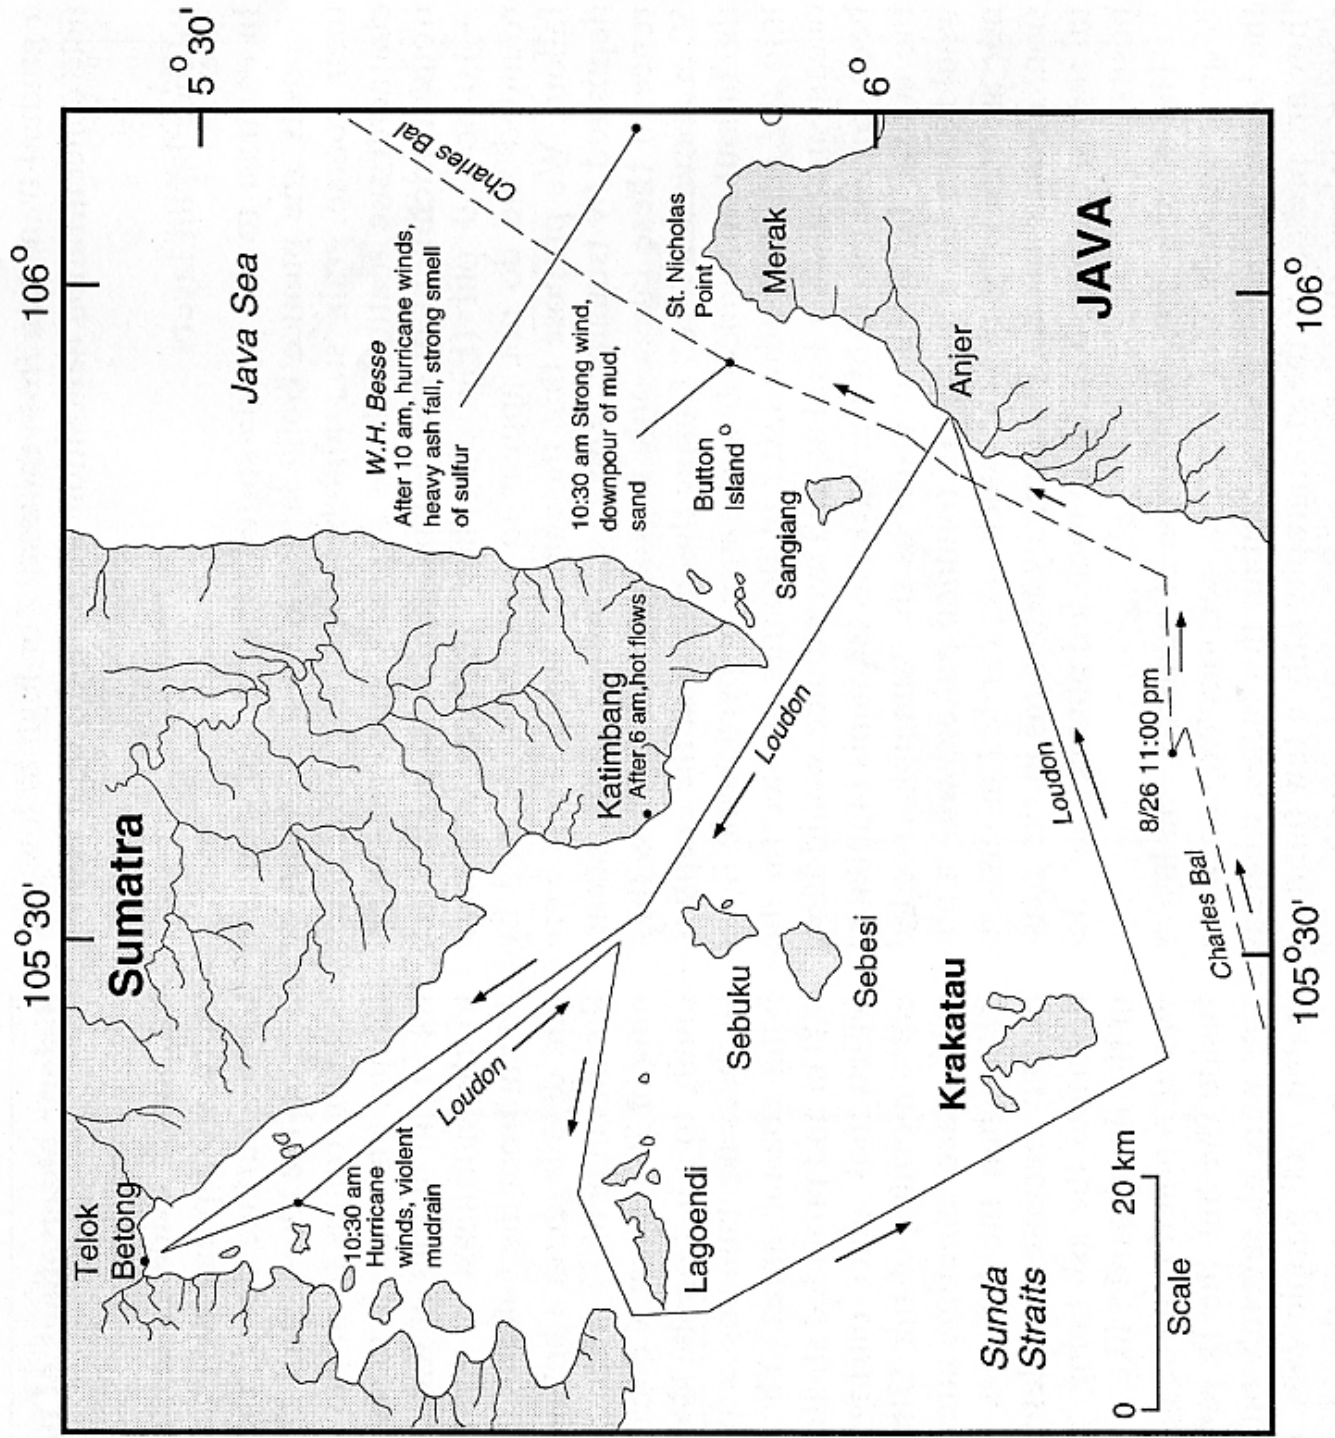 106°
105°30'
5°30'
6°
106°
105°30'
Java Sea
Charles Bal
W.H. Besse
After 10 am, hurricane winds,
heavy ash fall, strong smell
of sulfur
10:30 am Strong wind,
downpour of mud,
sand
St. Nicholas
Point
Merak
JAVA
Anjer
Button
Island
Sangiang
Sumatra
Katimbang
After 6 am,hot flows
Loudon
Telok
Betong
Loudon
10:30 am
Hurricane
winds, violent
mudrain
Sebuku
Sebesi
Lagoendi
Krakatau
Loudon
8/26 11:00 pm
Charles Bal
Sunda
Straits
0 20 km
Scale